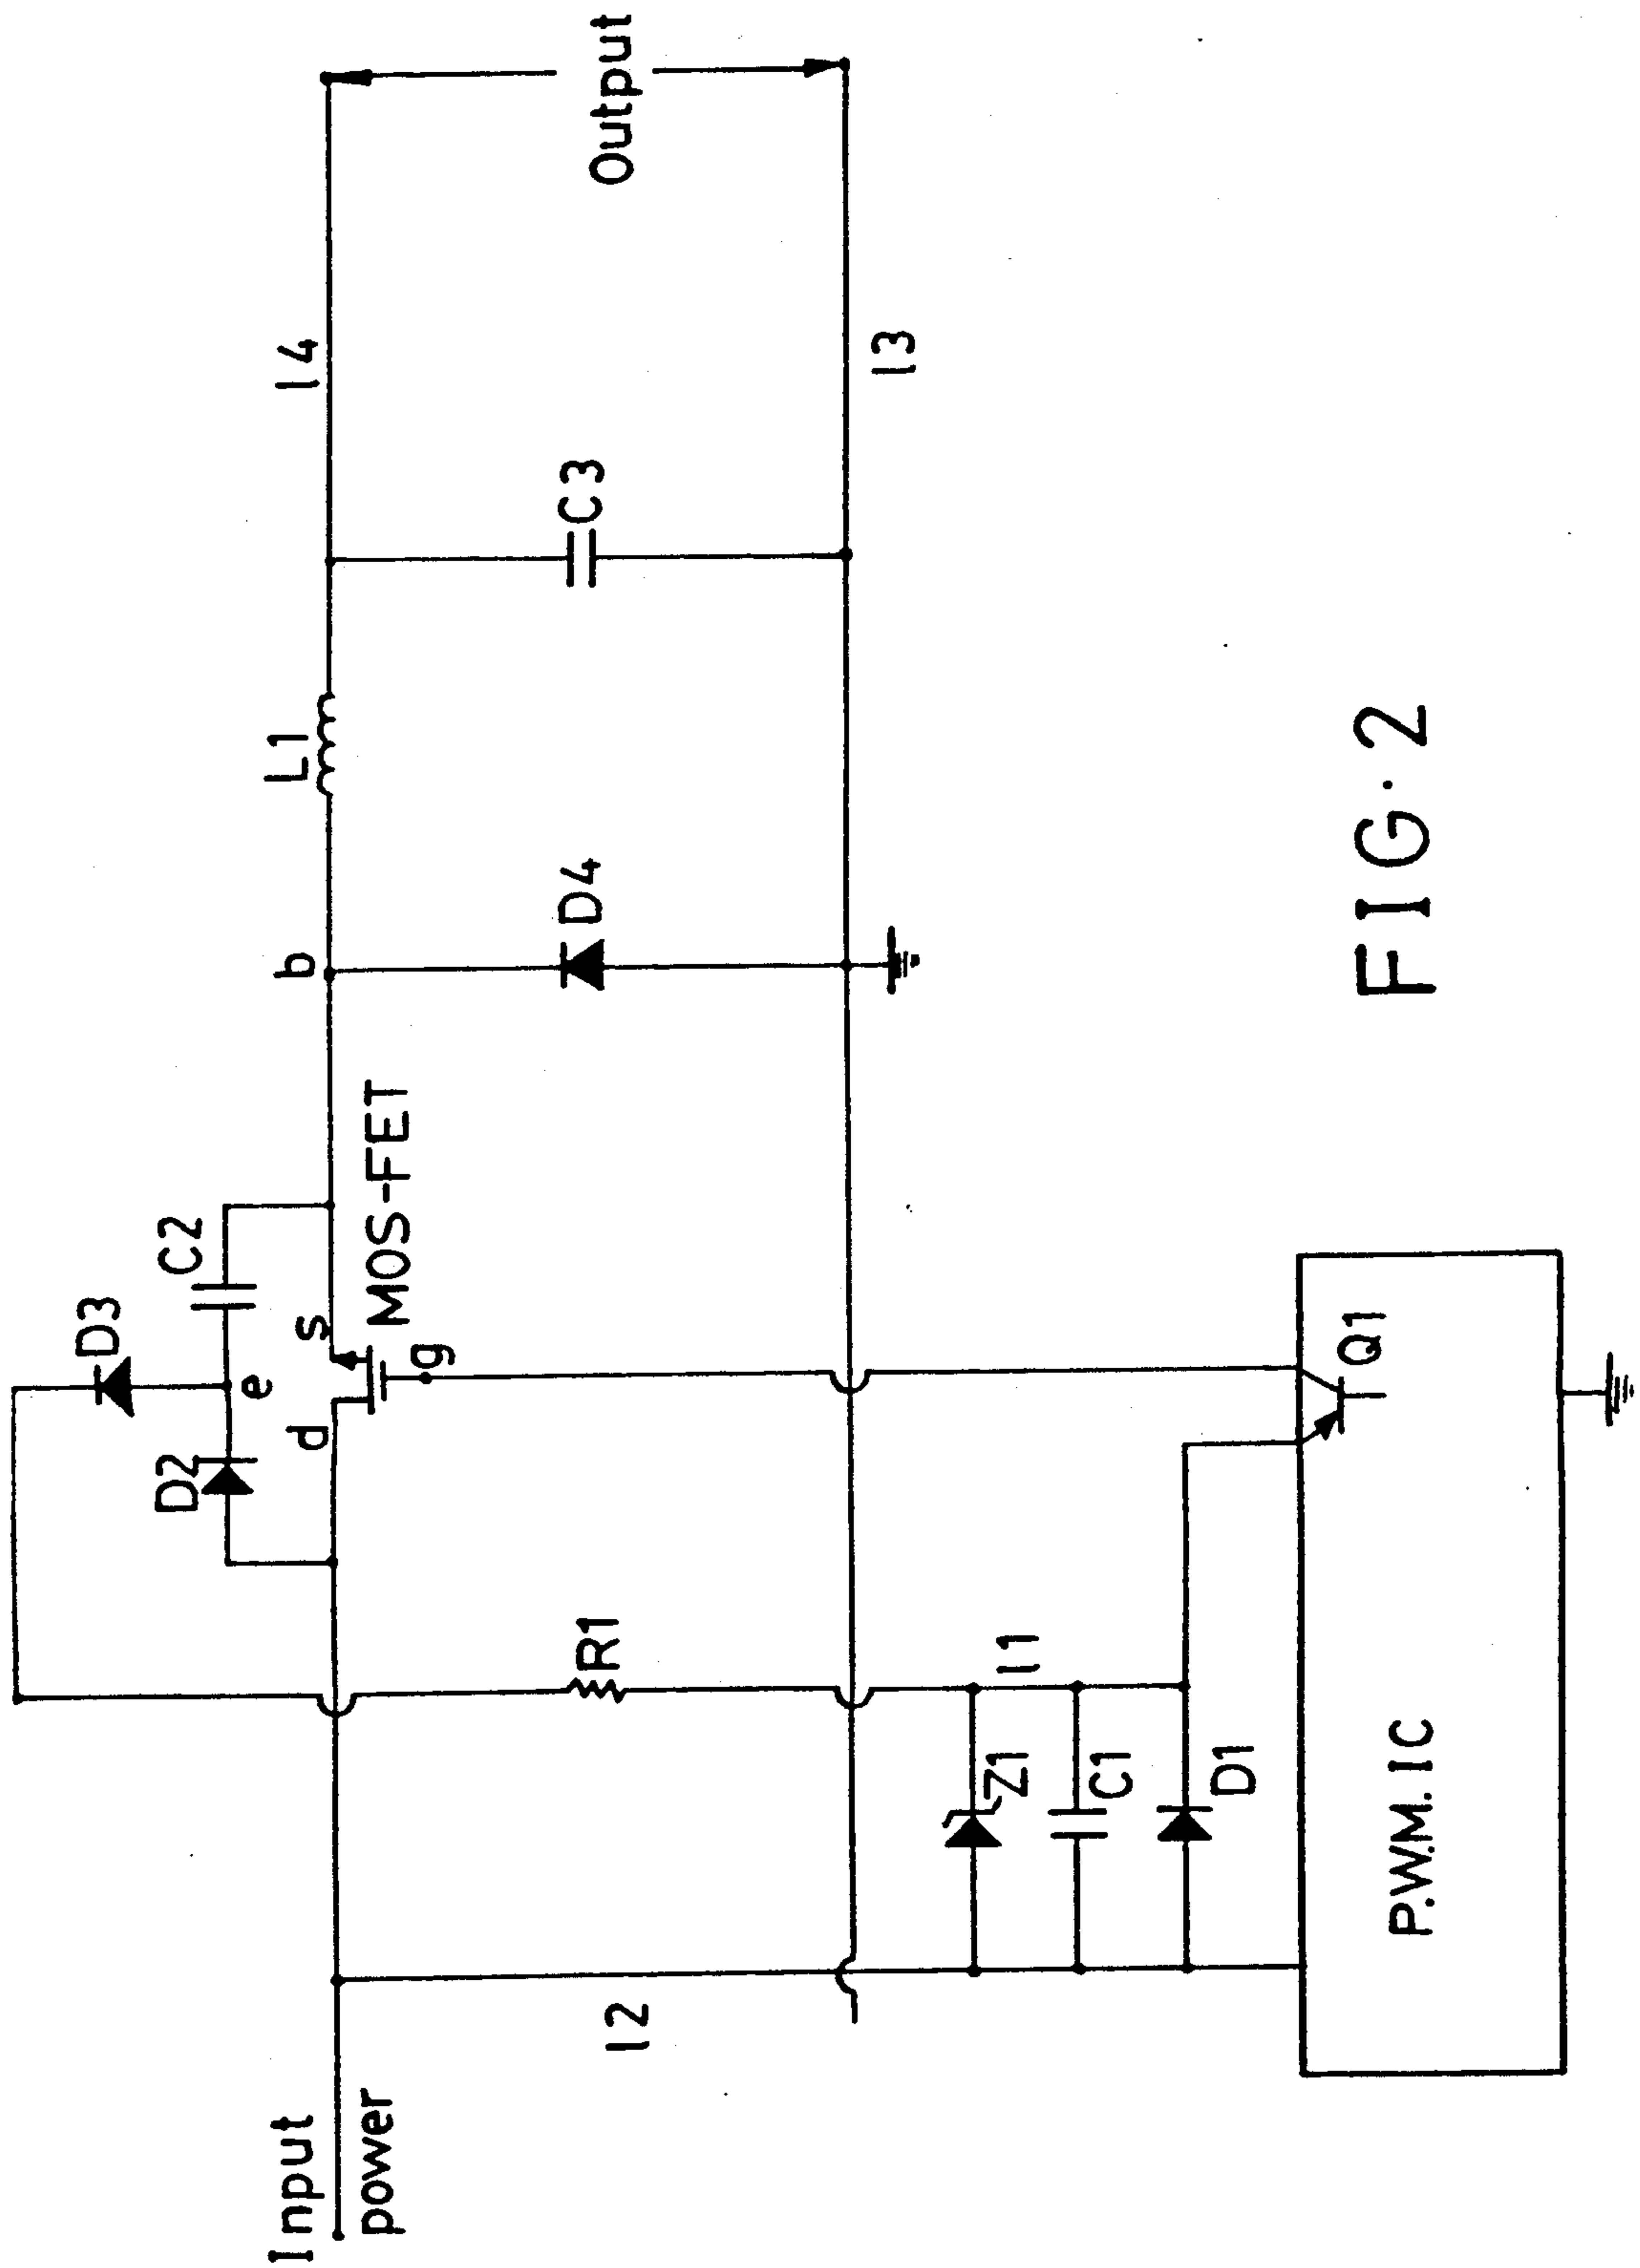 D3
C2
D2
e
s
d
MOS-FET
g
b
L1
l4
Input
power
R1
D4
C3
Output
l2
l3
l1
Z1
C1
D1
Q1
P.W.M.IC
FIG·2